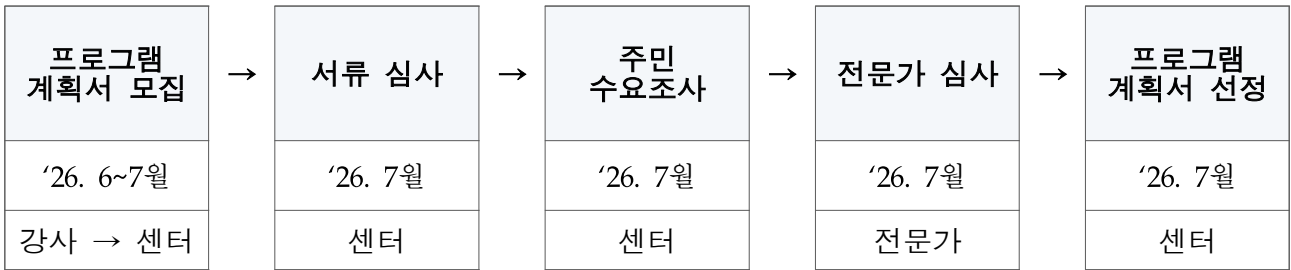 프로그램
계획서 모집
→
서류 심사
→
주민
수요조사
→
전문가 심사
→
프로그램
계획서 선정
‘26. 6~7월
‘26. 7월
‘26. 7월
‘26. 7월
‘26. 7월
강사 → 센터
센터
센터
전문가
센터